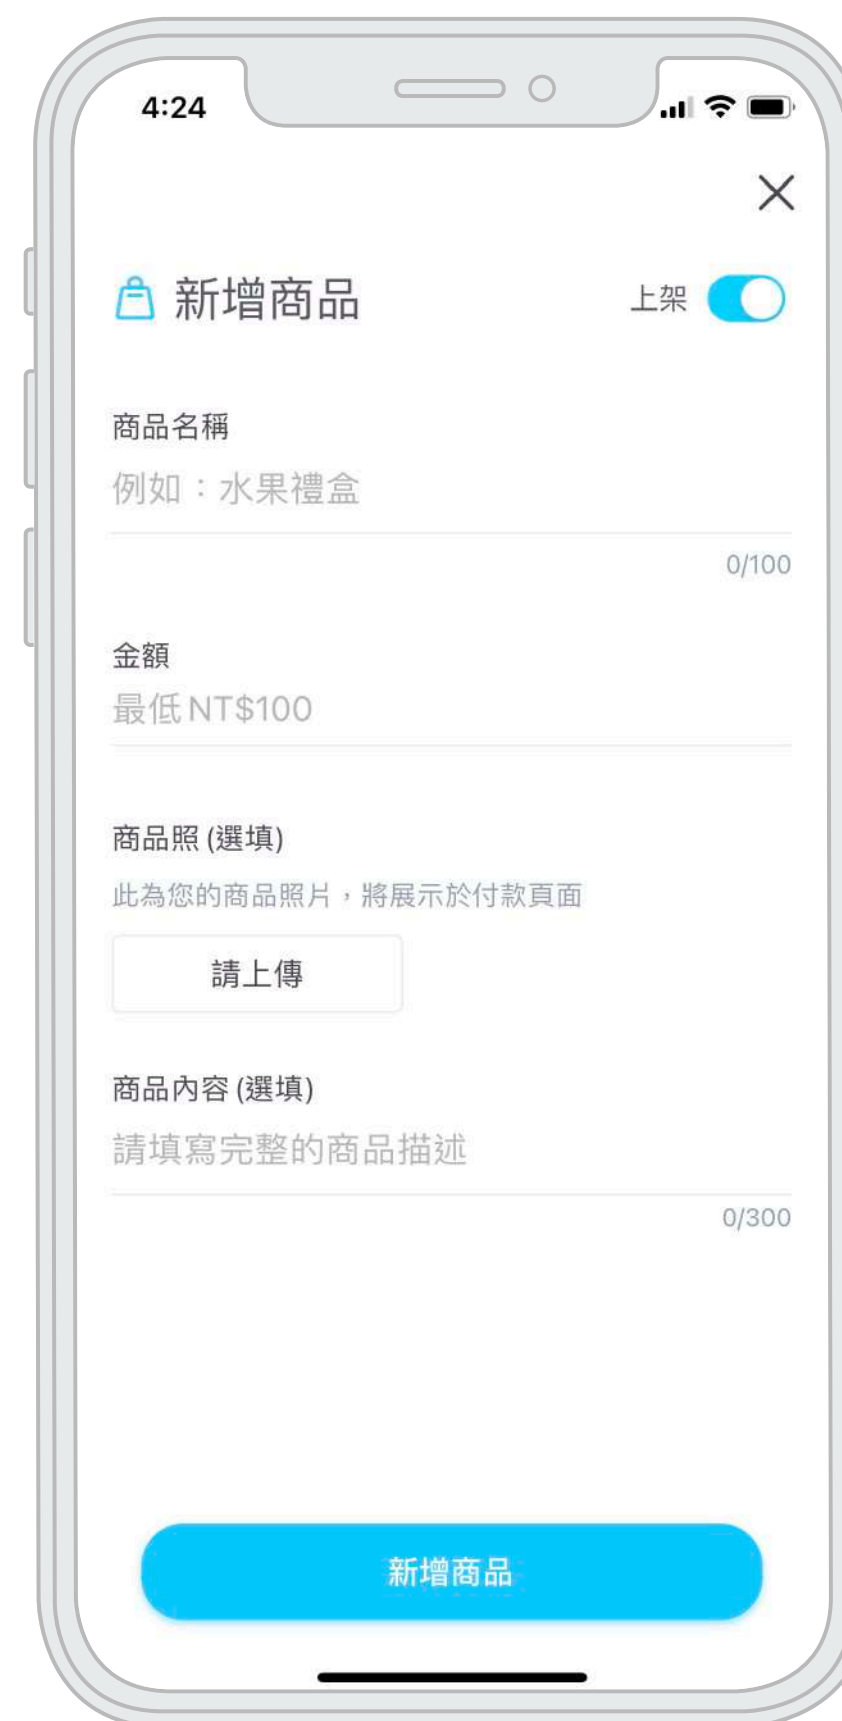 4:24
新增商品
上架
商品名稱
例如：水果禮盒
0/100
金額
最低 NT$100
商品照 (選填)
此為您的商品照片，將展示於付款頁面
請上傳
商品內容 (選填)
請填寫完整的商品描述
0/300
新增商品